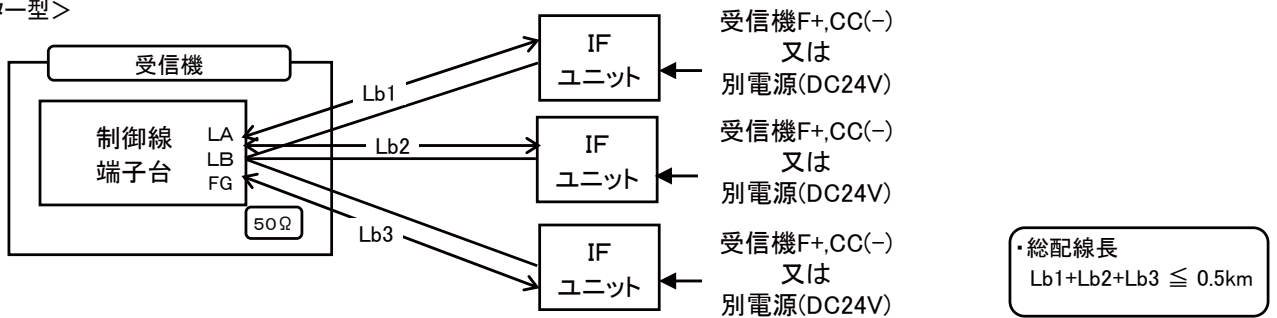 ー型＞
受信機
制御線
端子台
LA
LB
FG
50Ω
Lb1
Lb2
Lb3
IF
ユニット
受信機F+,CC(-)
又は
別電源(DC24V)
IF
ユニット
受信機F+,CC(-)
又は
別電源(DC24V)
IF
ユニット
受信機F+,CC(-)
又は
別電源(DC24V)
・総配線長
Lb1+Lb2+Lb3 ≦ 0.5km